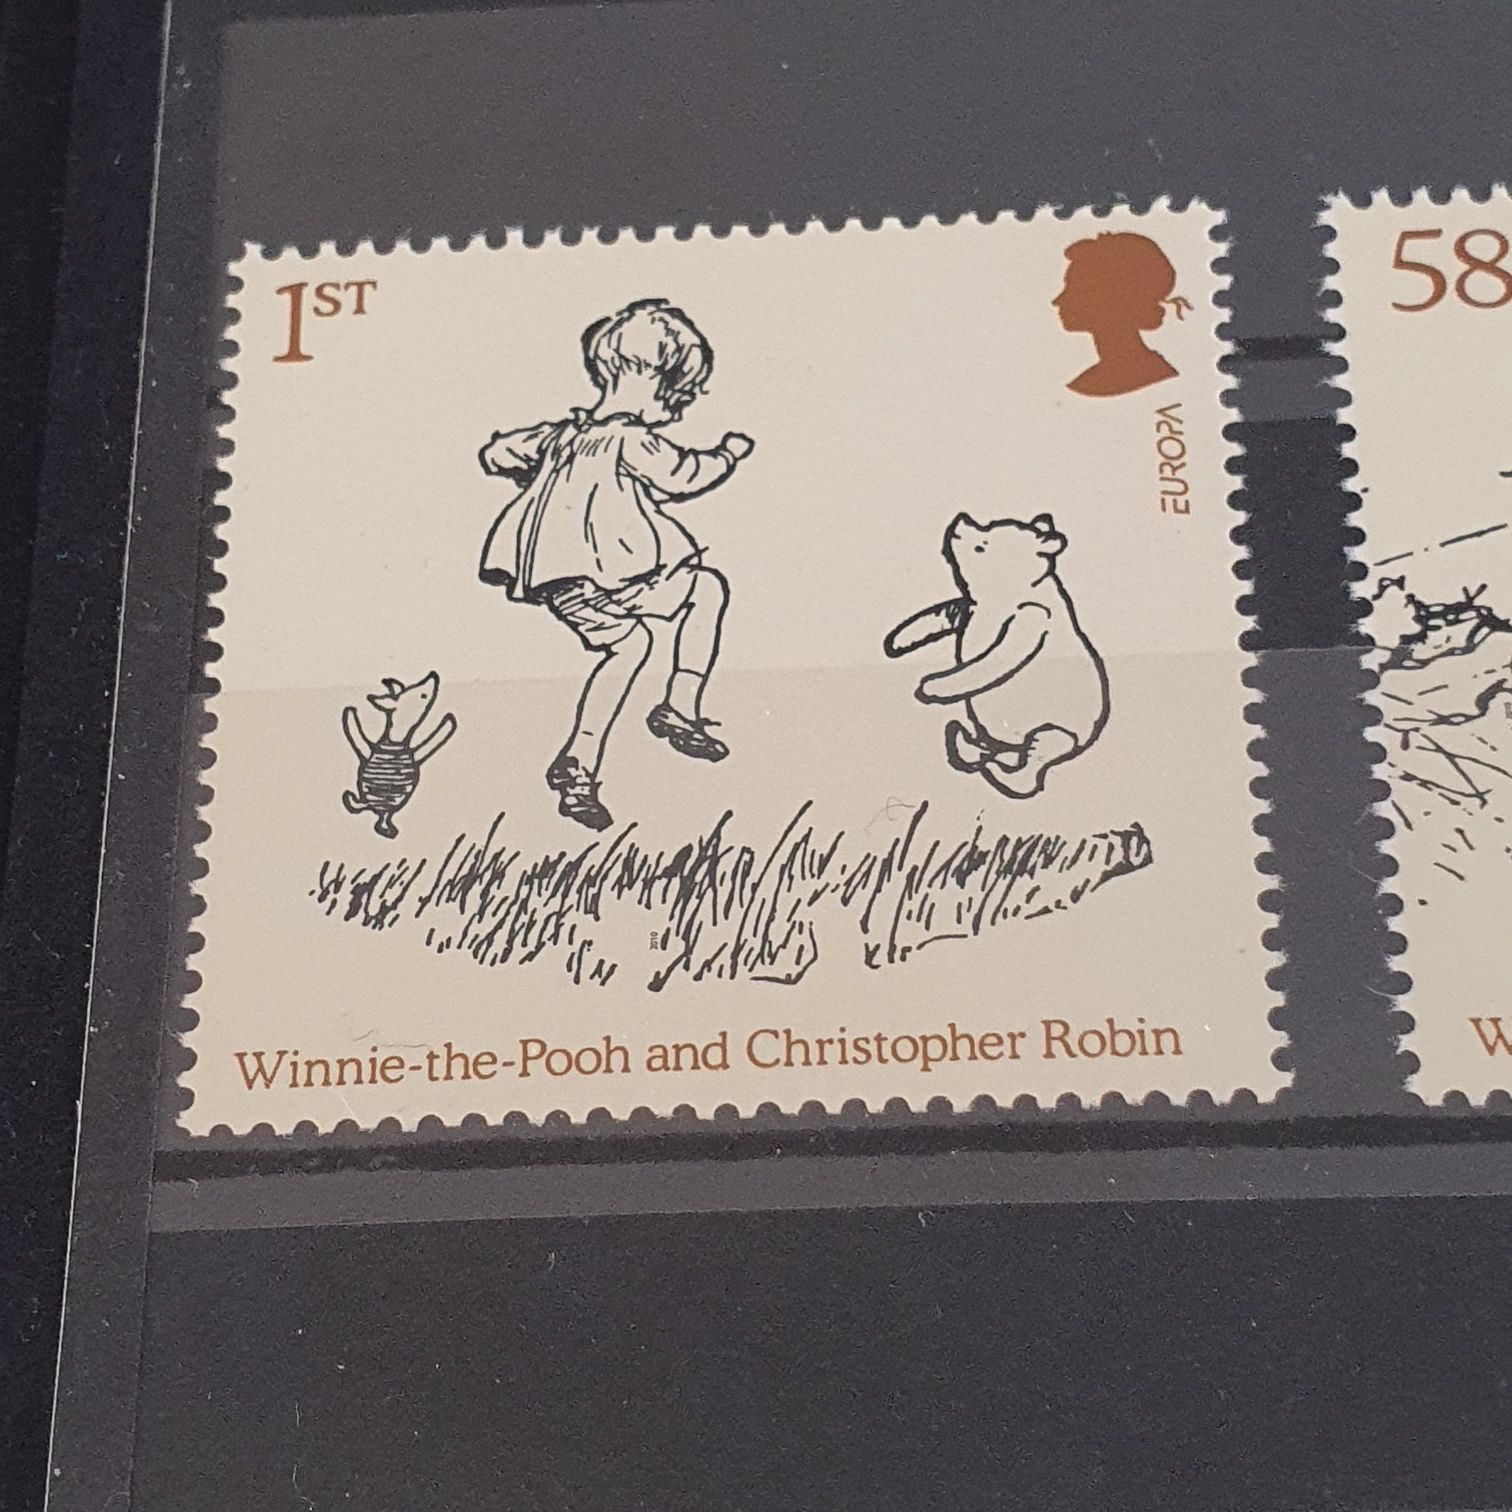 1ST
EUROPA
2010
Winnie-the-Pooh and Christopher Robin
58
W